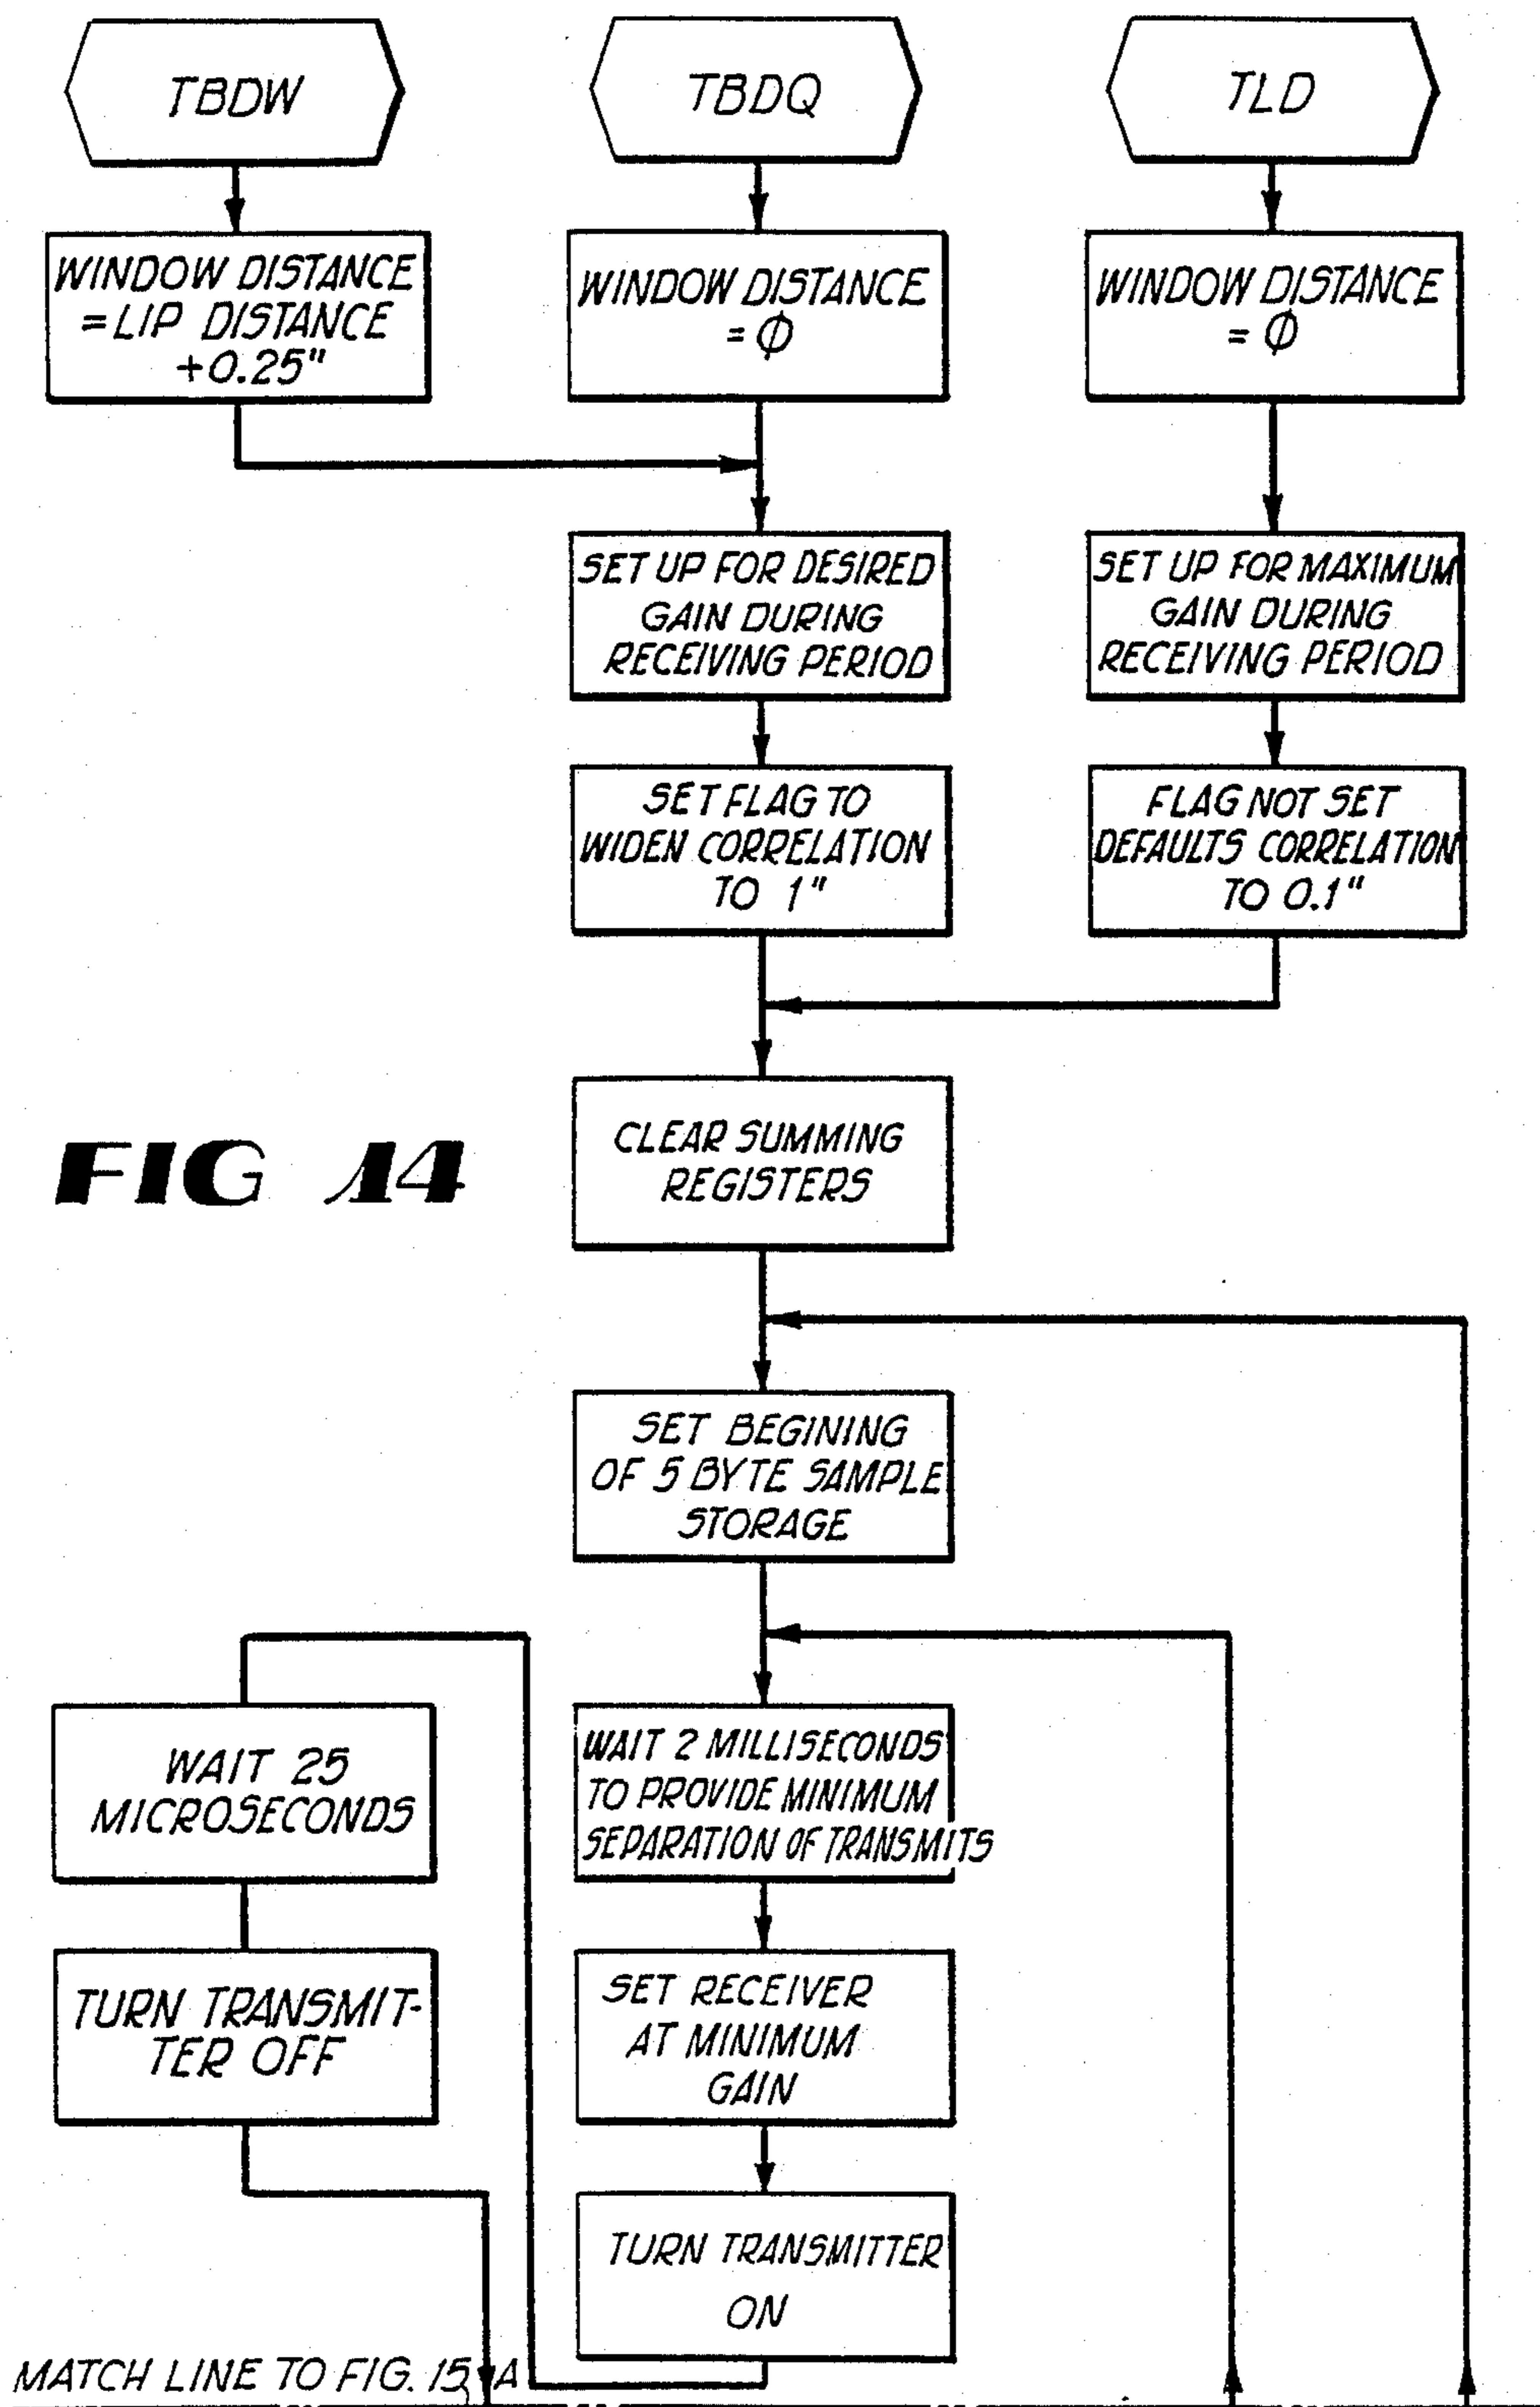 TBDW
TBDQ
TLD
WINDOW DISTANCE
=LIP DISTANCE
+0.25"
WINDOW DISTANCE
=Ø
WINDOW DISTANCE
=Ø
SET UP FOR DESIRED
GAIN DURING
RECEIVING PERIOD
SET UP FOR MAXIMUM
GAIN DURING
RECEIVING PERIOD
SET FLAG TO
WIDEN CORRELATION
TO 1"
FLAG NOT SET
DEFAULTS CORRELATION
TO 0.1"
CLEAR SUMMING
REGISTERS
FIG 14
SET BEGINING
OF 5 BYTE SAMPLE
STORAGE
WAIT 2 MILLISECONDS
TO PROVIDE MINIMUM
SEPARATION OF TRANSMITS
WAIT 25
MICROSECONDS
SET RECEIVER
AT MINIMUM
GAIN
TURN TRANSMIT-
TER OFF
TURN TRANSMITTER
ON
MATCH LINE TO FIG. 15A